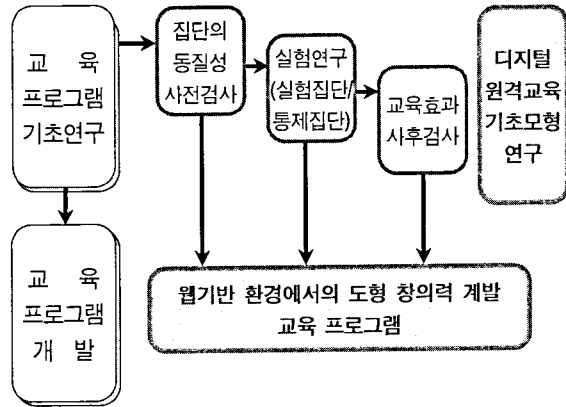 교 육
프로그램
기초연구
집단의
동질성
사전검사
실험연구
(실험집단/
통제집단)
교육효과
사후검사
디지털
원격교육
기초모형
연구
교 육
프로그램
개 발
웹기반 환경에서의 도형 창의력 계발
교육 프로그램